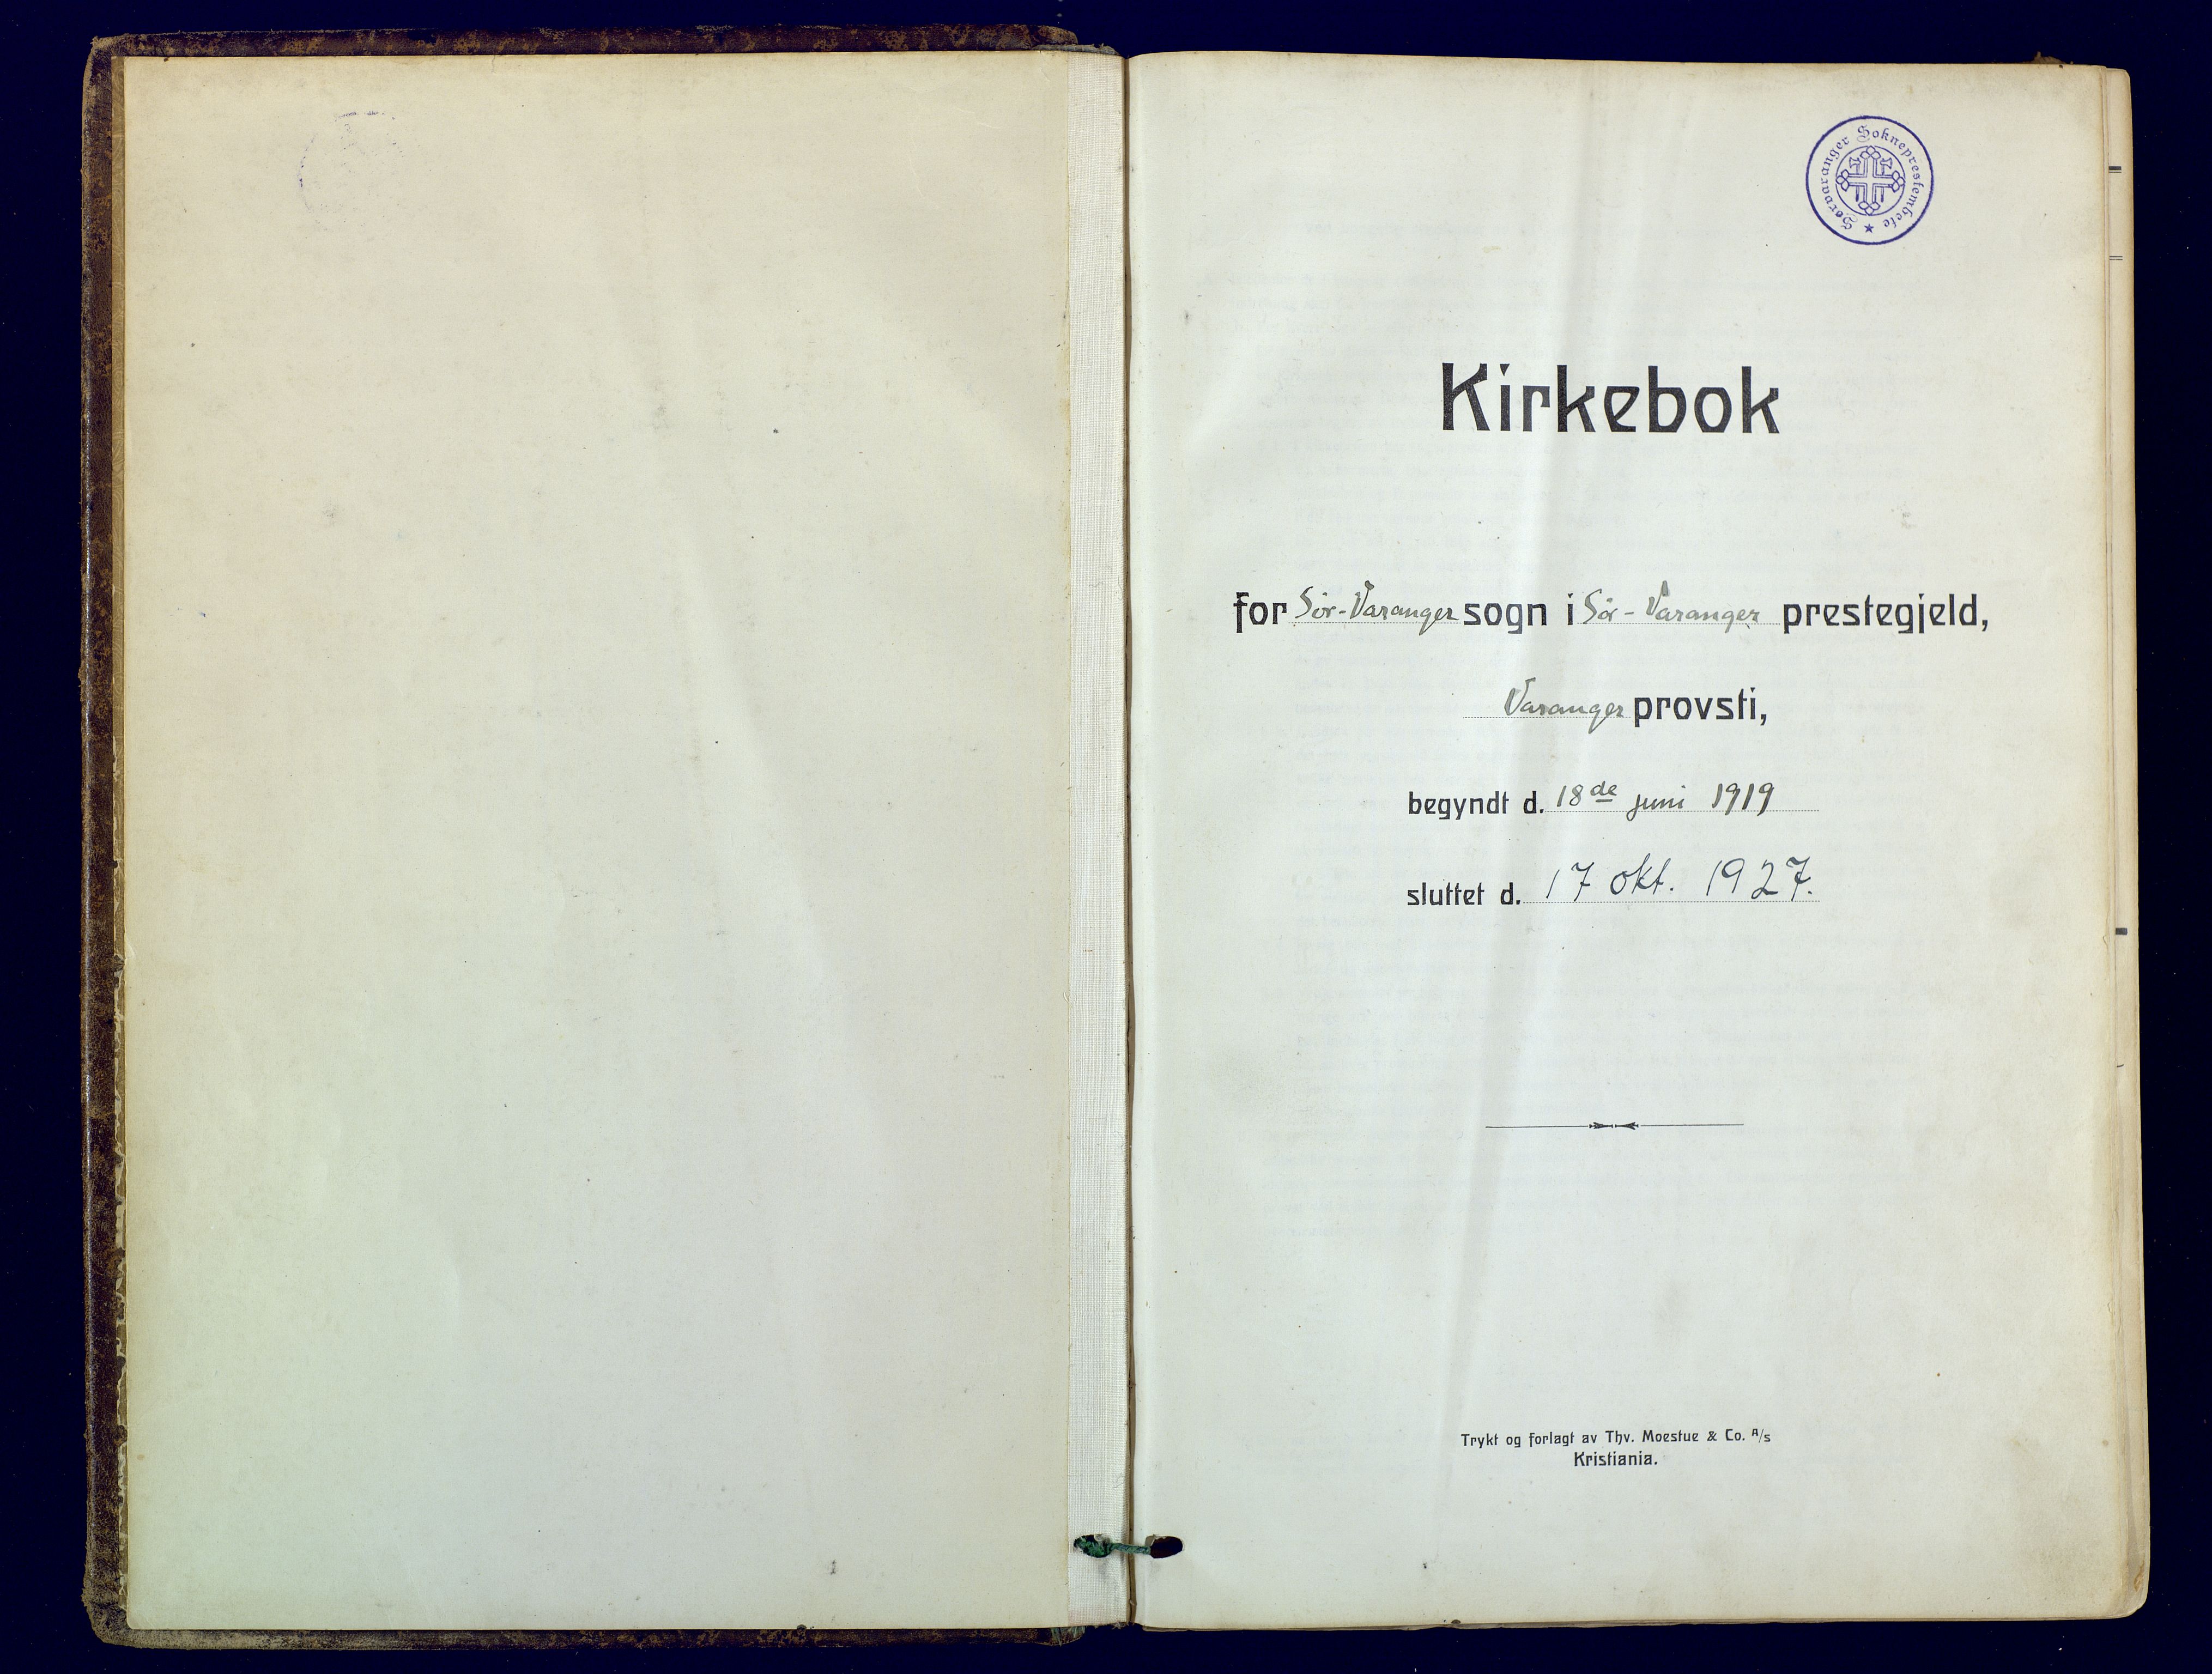 Sørvaranger Sokneprestembete
Kirkebok
for Sör-Varanger sogn i Sör-Varanger prestegjeld,
Varanger provsti,
begyndt d. 18de juni 1919
sluttet d. 17 okt. 1927.
Trykt og forlagt av Thv. Moestue & Co. A/s
Kristiania.